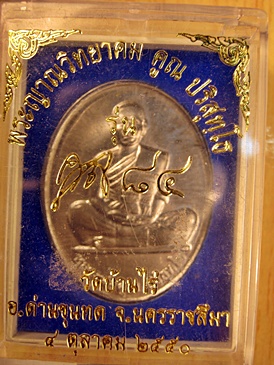 พระญาณวิทยาคม คูณ ปริสุทฺโธ
คูณ ๘๔
วัดบ้านไร่
อ.ด่านขุนทด จ.นครราชสีมา
๔ ตุลาคม ๒๕๕๐